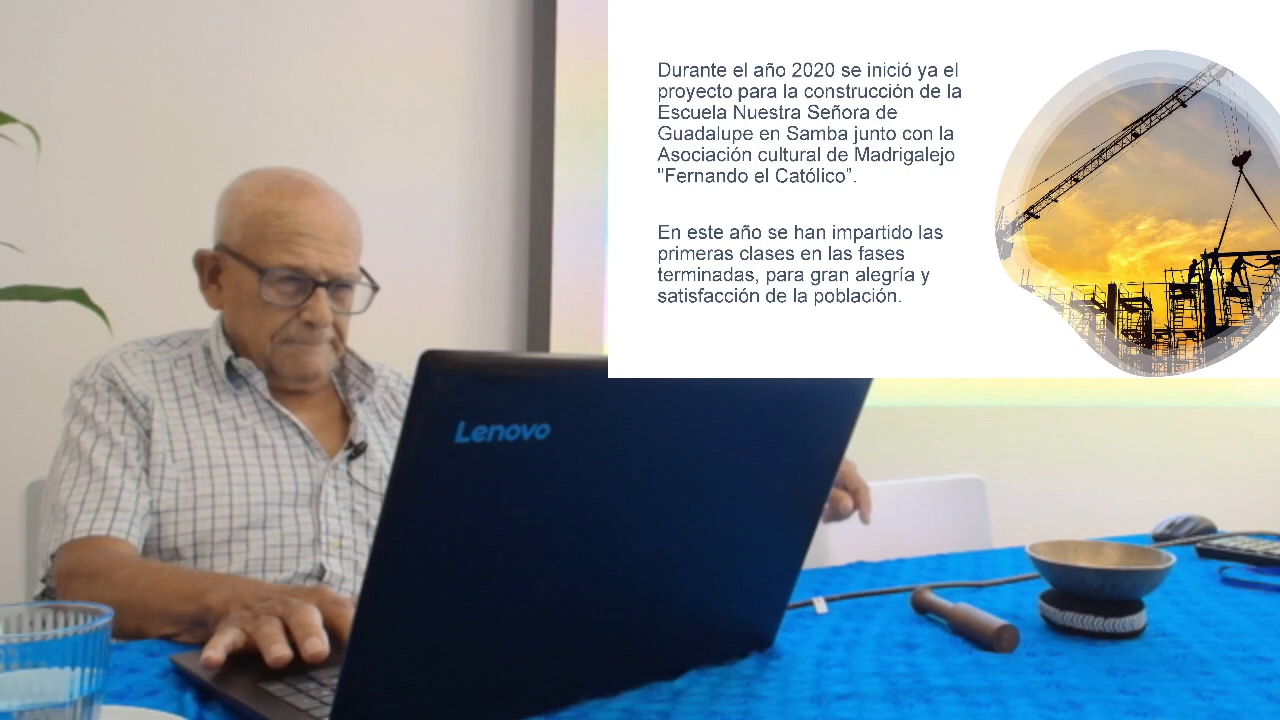 Durante el año 2020 se inició ya el
proyecto para la construcción de la
Escuela Nuestra Señora de
Guadalupe en Samba junto con la
Asociación cultural de Madrigalejo
"Fernando el Católico”.
En este año se han impartido las
primeras clases en las fases
terminadas, para gran alegría y
satisfacción de la población.
Lenovo